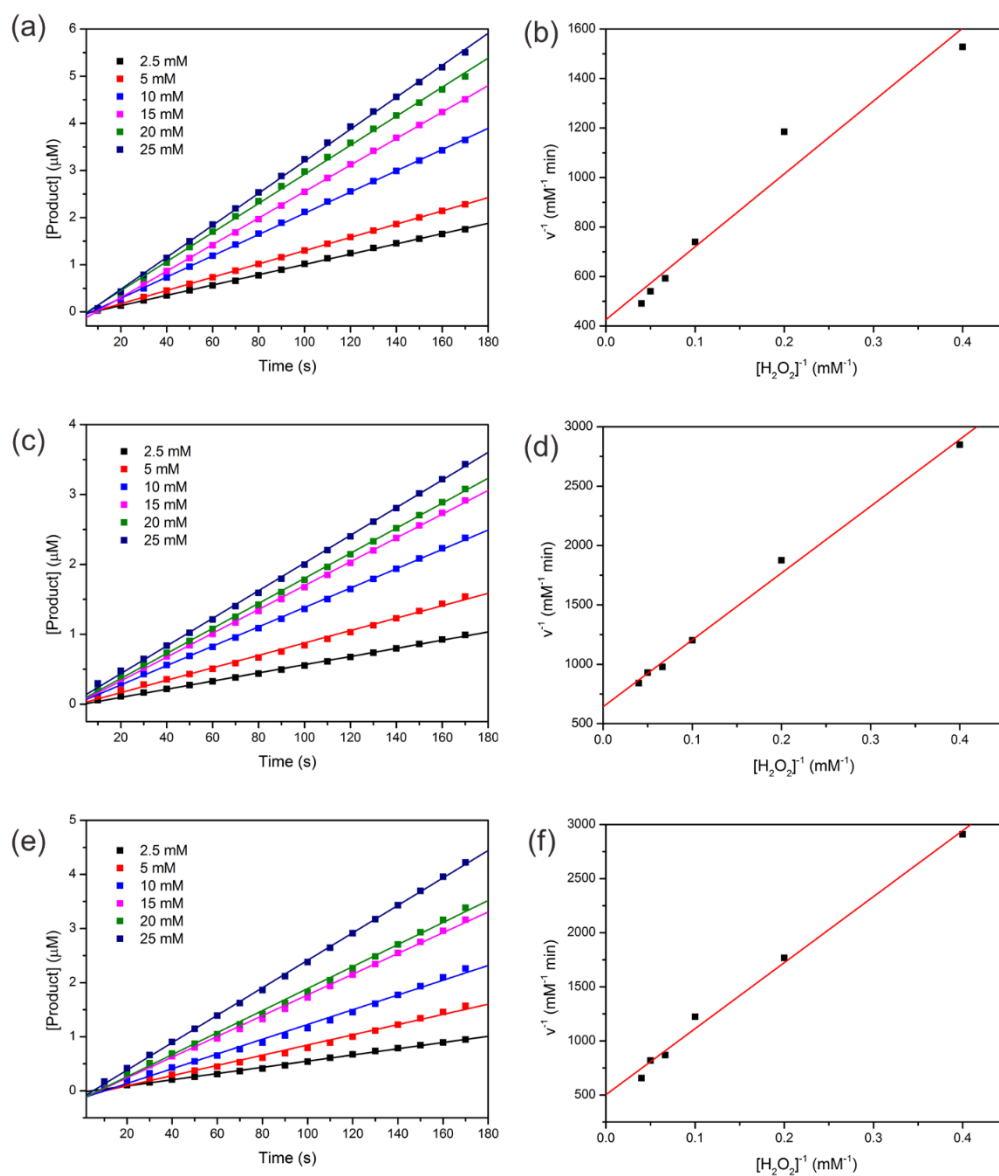 (a)
6
5
4
3
2
1
0
[Product] (μM)
2.5 mM
5 mM
10 mM
15 mM
20 mM
25 mM
20 40 60 80 100 120 140 160 180
Time (s)
(b)
1600
1400
1200
1000
800
600
400
v⁻¹ (mM⁻¹ min)
0.0 0.1 0.2 0.3 0.4
[H₂O₂]⁻¹ (mM⁻¹)
(c)
4
3
2
1
0
[Product] (μM)
2.5 mM
5 mM
10 mM
15 mM
20 mM
25 mM
20 40 60 80 100 120 140 160 180
Time (s)
(d)
3000
2500
2000
1500
1000
500
v⁻¹ (mM⁻¹ min)
0.0 0.1 0.2 0.3 0.4
[H₂O₂]⁻¹ (mM⁻¹)
(e)
5
4
3
2
1
0
[Product] (μM)
2.5 mM
5 mM
10 mM
15 mM
20 mM
25 mM
20 40 60 80 100 120 140 160 180
Time (s)
(f)
3000
2500
2000
1500
1000
500
v⁻¹ (mM⁻¹ min)
0.0 0.1 0.2 0.3 0.4
[H₂O₂]⁻¹ (mM⁻¹)